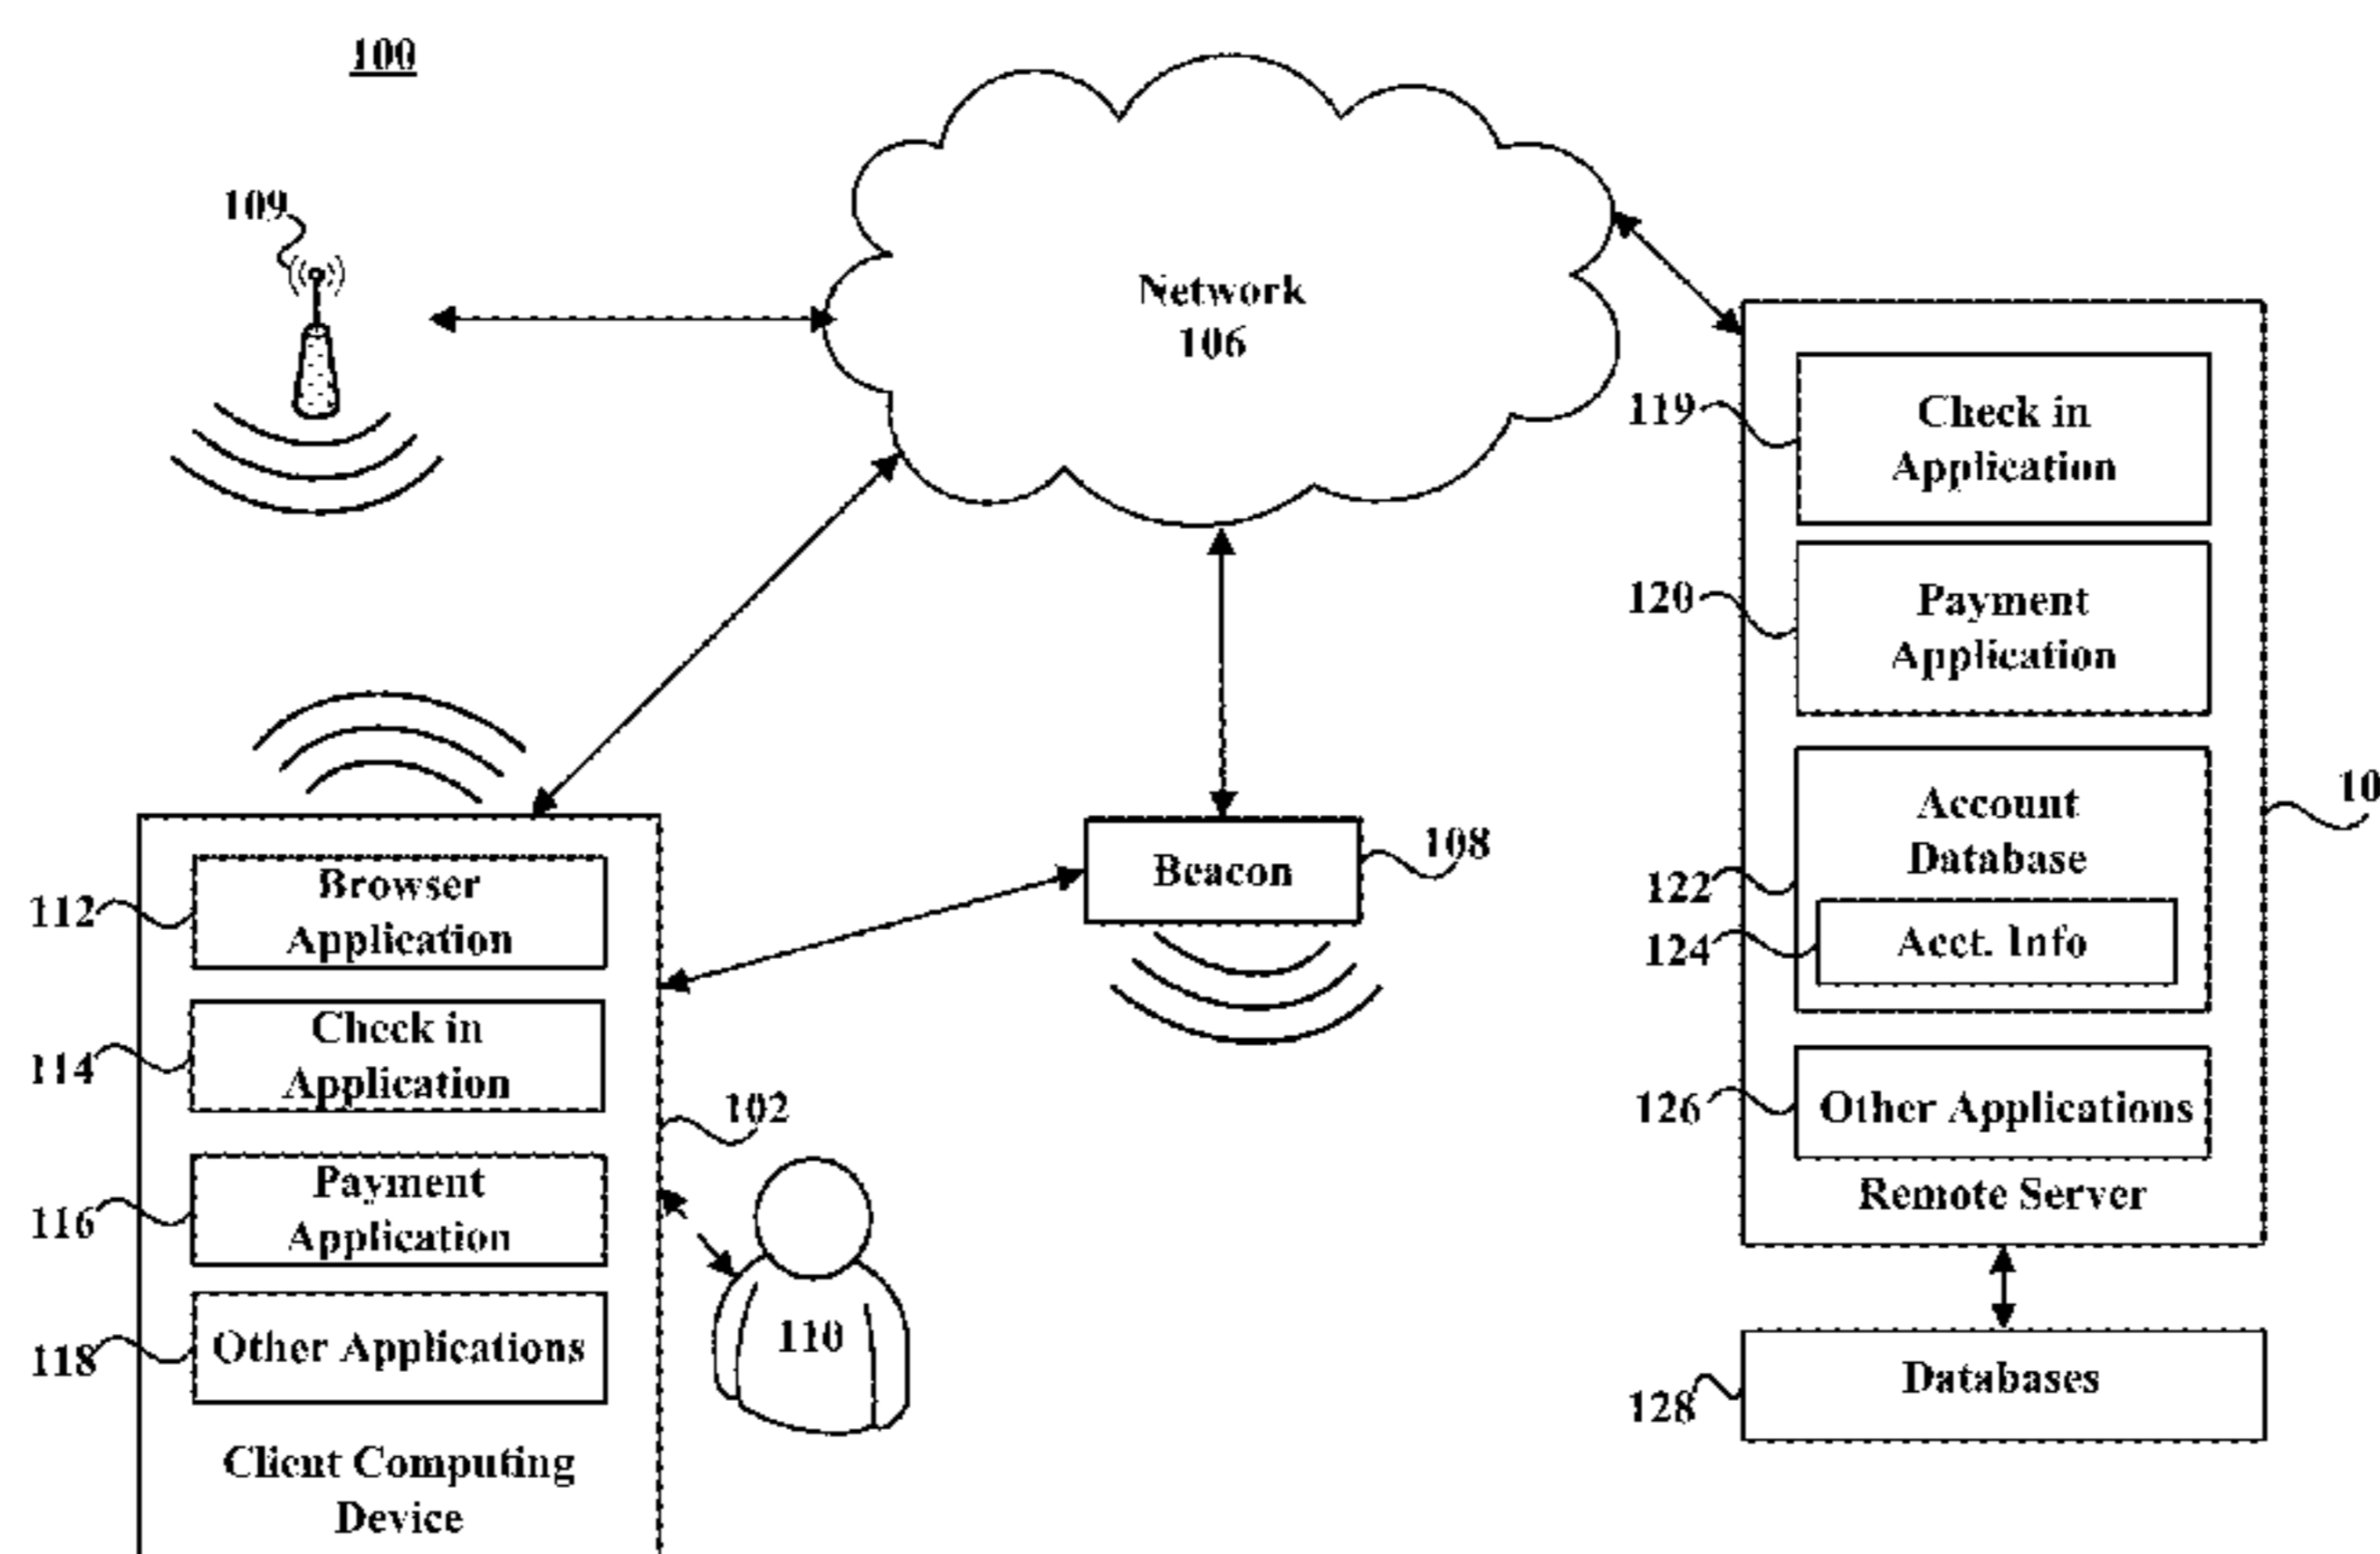 100
109
Network
106
119
Check in
Application
120
Payment
Application
10
Account
Database
122
124
Acct. Info
126
Other Applications
Remote Server
128
Databases
Beacon
108
112
Browser
Application
114
Check in
Application
102
116
Payment
Application
110
118
Other Applications
Client Computing
Device